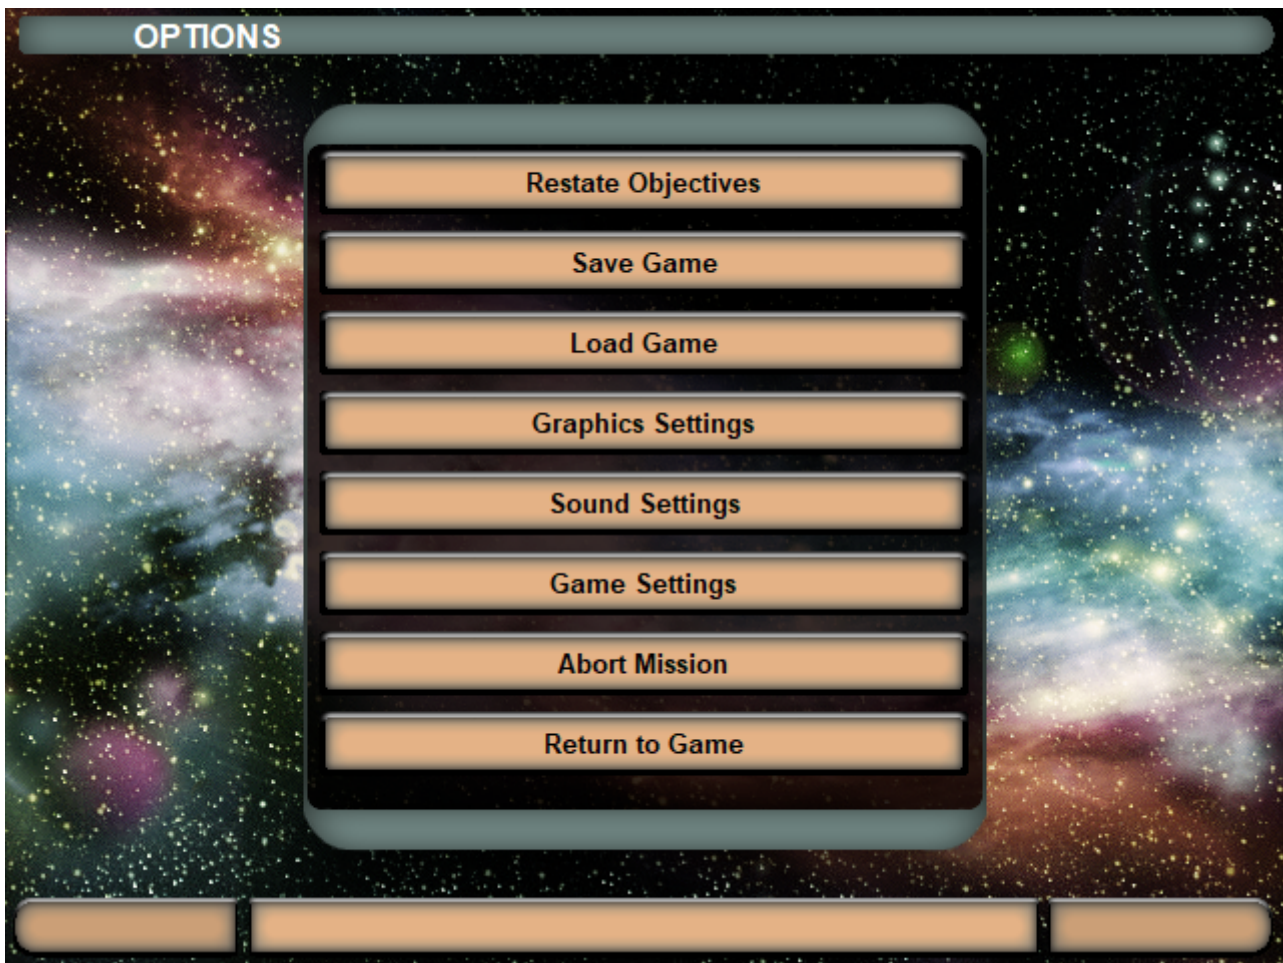 OPTIONS
Restate Objectives
Save Game
Load Game
Graphics Settings
Sound Settings
Game Settings
Abort Mission
Return to Game